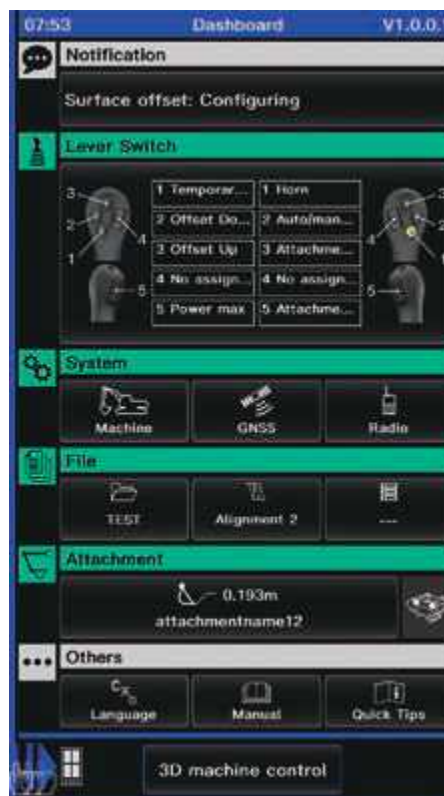 07:53 Dashboard V1.0.0.
Notification
Surface offset: Configuring
Lever Switch
3
2
1
4
5
1 Temporar... 1 Horn
2 Offset Do... 2 Auto/man...
3 Offset Up 3 Attachme...
4 No assign... 4 No assign...
5 Power max 5 Attachme...
3
2
4
1
5
System
Machine GNSS Radio
File
TEST Alignment 2 ---
Attachment
0.193m
attachmentname12
Others
Language Manual Quick Tips
3D machine control